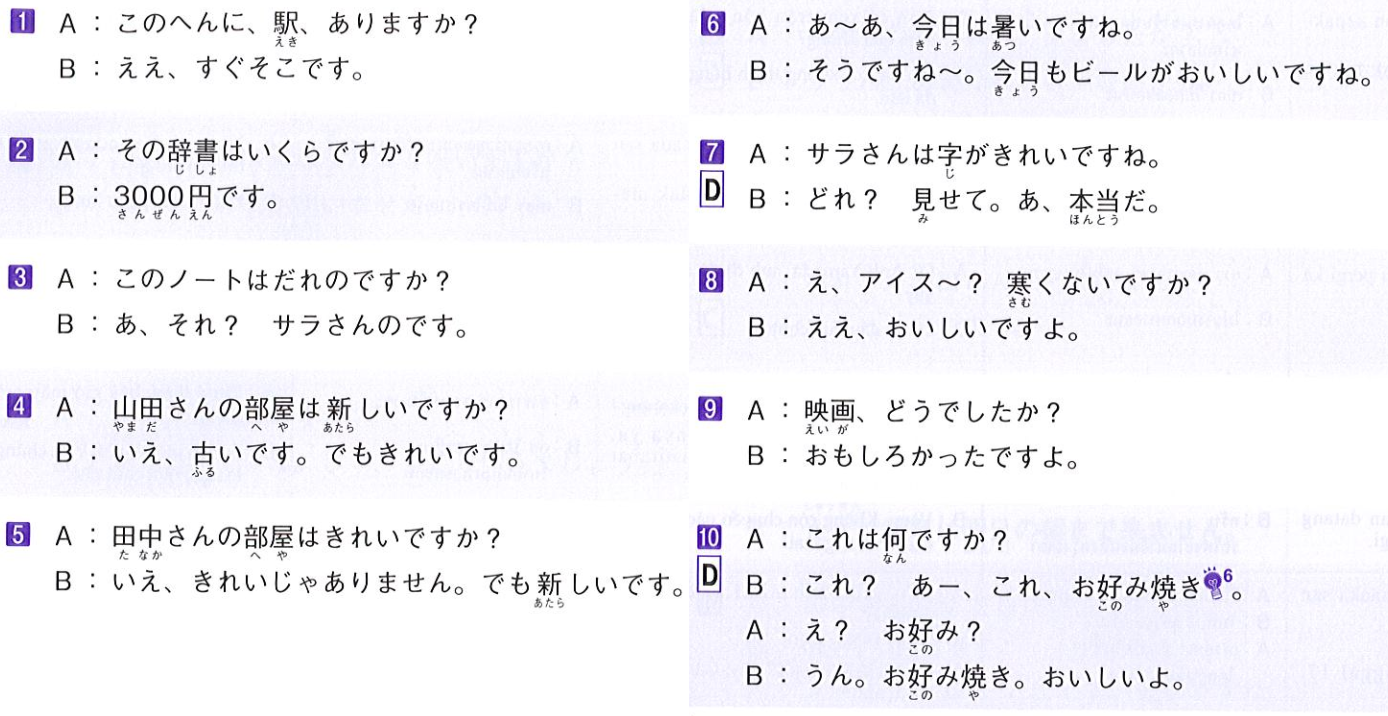 1 A：このへんに、駅、ありますか？
えき
B：ええ、すぐそこです。
2 A：その辞書はいくらですか？
じしょ
B：3000円です。
さんぜんえん
3 A：このノートはだれのですか？
B：あ、それ？　サラさんのです。
4 A：山田さんの部屋は新しいですか？
やまだ へや あたら
B：いえ、古いです。でもきれいです。
ふる
5 A：田中さんの部屋はきれいですか？
たなか へや
B：いえ、きれいじゃありません。でも新しいです。
あたら
6 A：あ～あ、今日は暑いですね。
きょう あつ
B：そうですね～。今日もビールがおいしいですね。
きょう
7 A：サラさんは字がきれいですね。
じ
D B：どれ？　見せて。あ、本当だ。
み ほんとう
8 A：え、アイス～？　寒くないですか？
さむ
B：ええ、おいしいですよ。
9 A：映画、どうでしたか？
えいが
B：おもしろかったですよ。
10 A：これは何ですか？
なん
D B：これ？　あー、これ、お好み焼き6。
この や
A：え？　お好み？
この
B：うん。お好み焼き。おいしいよ。
この や